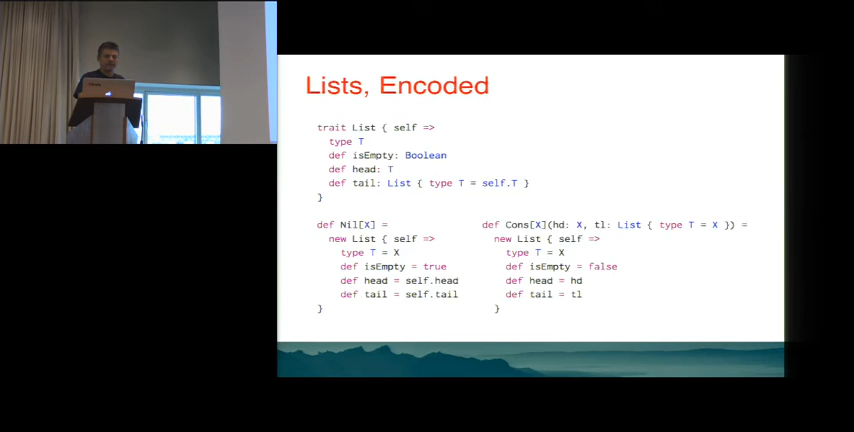 Lists, Encoded
trait List { self =>
type T
def isEmpty: Boolean
def head: T
def tail: List { type T = self.T }
}
def Nil[X] =
new List { self =>
type T = X
def isEmpty = true
def head = self.head
def tail = self.tail
}
def Cons[X](hd: X, tl: List { type T = X }) =
new List { self =>
type T = X
def isEmpty = false
def head = hd
def tail = tl
}